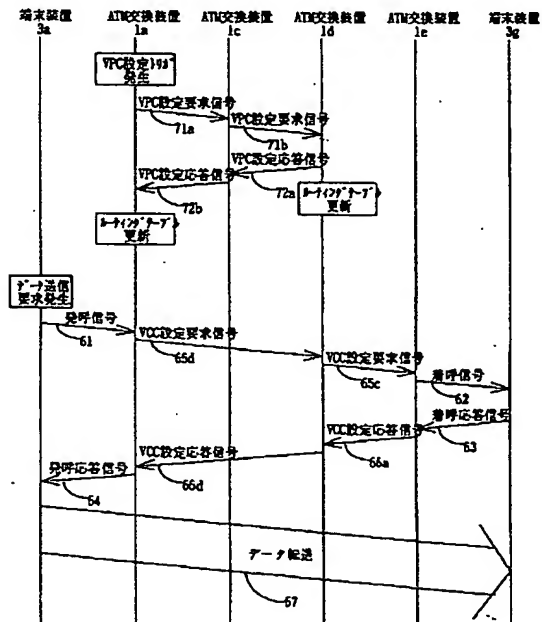 端末装置 ATM交換装置 ATM交換装置 ATM交換装置 ATM交換装置 端末装置
3a 1a 1c 1d 1e 3g
VPC設定トリガ
発生
VPC設定要求信号
71a
VPC設定要求信号
71b
VPC設定応答信号
72a
VPC設定応答信号
72b
ルーティングテーブル
更新
ルーティングテーブル
更新
データ送信
要求発生
発呼信号
61
VCC設定要求信号
65d
VCC設定要求信号
65c
着呼信号
62
着呼応答信号
63
VCC設定応答信号
66a
VCC設定応答信号
66d
発呼応答信号
64
データ転送
67